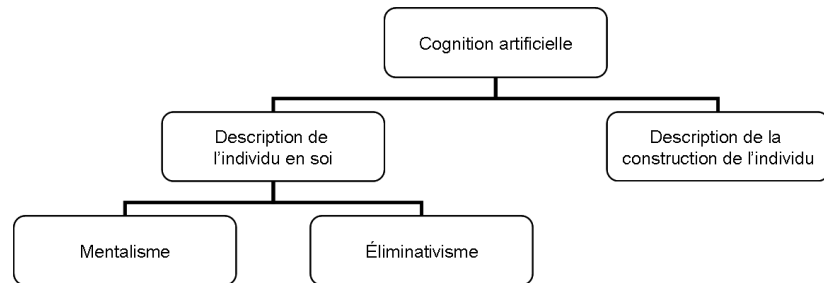 Cognition artificielle
Description de
l'individu en soi
Description de la
construction de l'individu
Mentalisme
Éliminativisme